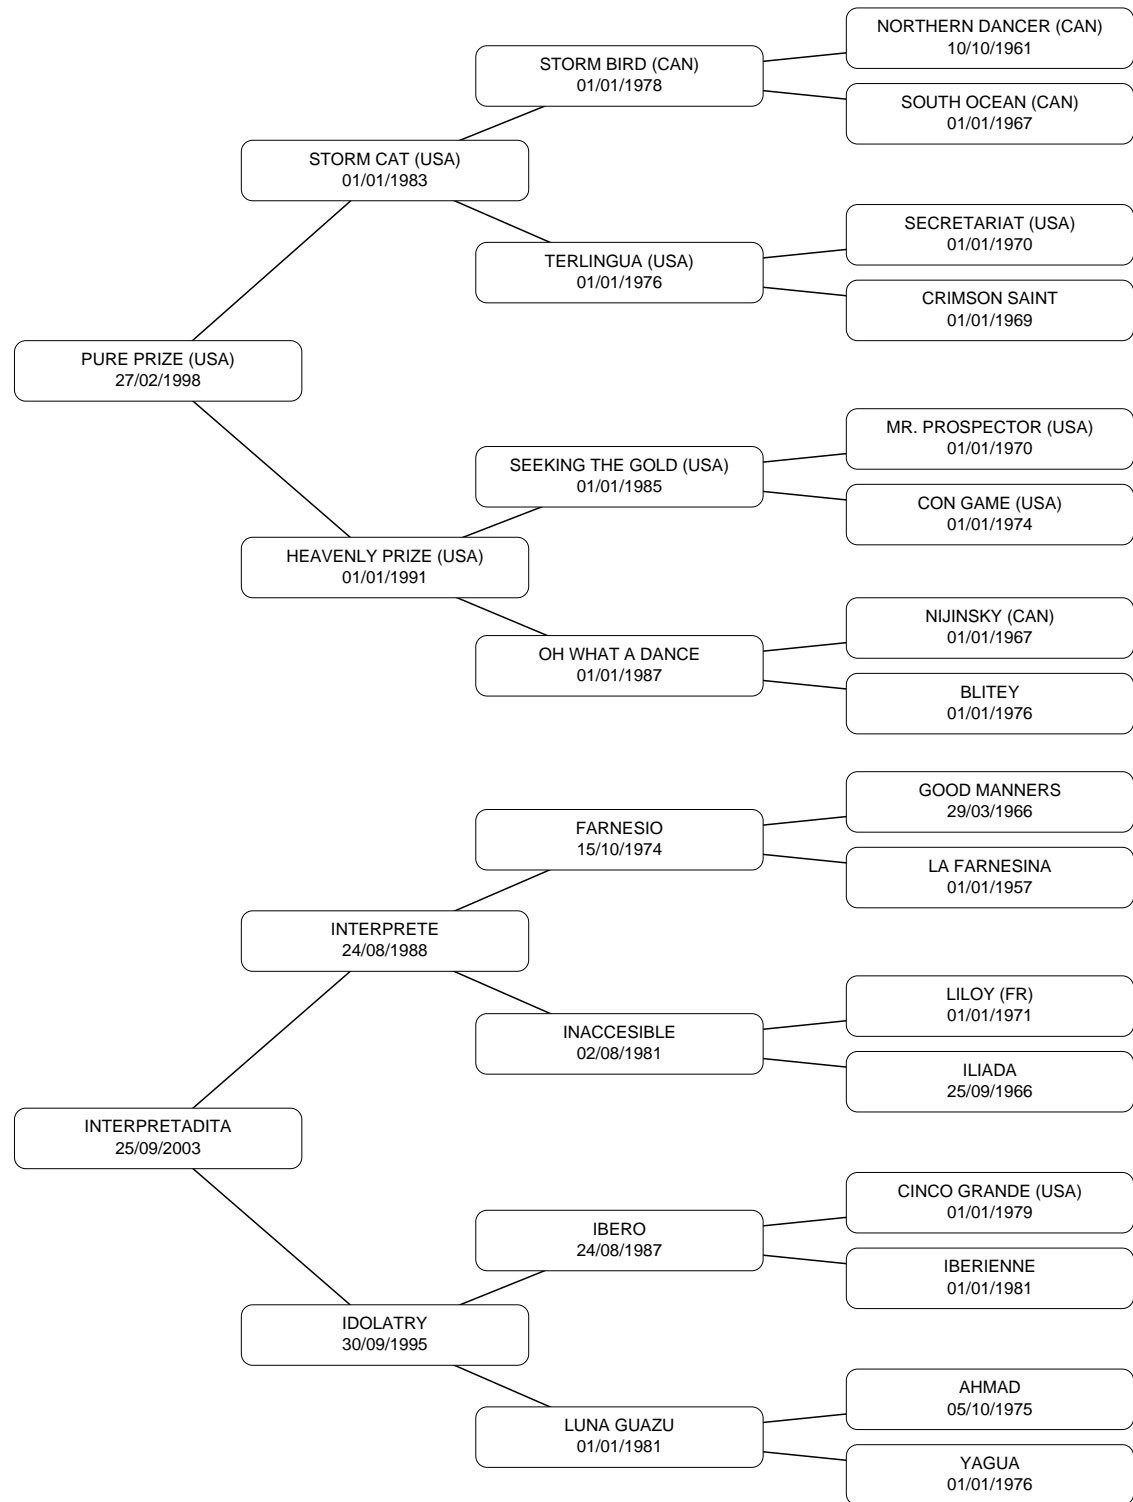 NORTHERN DANCER (CAN)
10/10/1961
STORM BIRD (CAN)
01/01/1978
SOUTH OCEAN (CAN)
01/01/1967
STORM CAT (USA)
01/01/1983
SECRETARIAT (USA)
01/01/1970
TERLINGUA (USA)
01/01/1976
CRIMSON SAINT
01/01/1969
PURE PRIZE (USA)
27/02/1998
MR. PROSPECTOR (USA)
01/01/1970
SEEKING THE GOLD (USA)
01/01/1985
CON GAME (USA)
01/01/1974
HEAVENLY PRIZE (USA)
01/01/1991
NIJINSKY (CAN)
01/01/1967
OH WHAT A DANCE
01/01/1987
BLITEY
01/01/1976
GOOD MANNERS
29/03/1966
FARNESIO
15/10/1974
LA FARNESINA
01/01/1957
INTERPRETE
24/08/1988
LILOY (FR)
01/01/1971
INACCESIBLE
02/08/1981
ILIADA
25/09/1966
INTERPRETADITA
25/09/2003
CINCO GRANDE (USA)
01/01/1979
IBERO
24/08/1987
IBERIENNE
01/01/1981
IDOLATRY
30/09/1995
AHMAD
05/10/1975
LUNA GUAZU
01/01/1981
YAGUA
01/01/1976